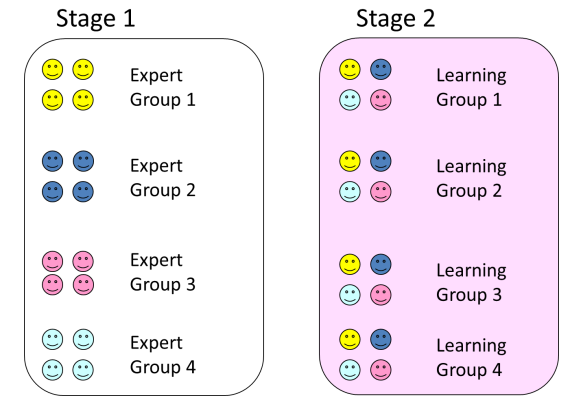 Stage 1
Expert
Group 1
Expert
Group 2
Expert
Group 3
Expert
Group 4
Stage 2
Learning
Group 1
Learning
Group 2
Learning
Group 3
Learning
Group 4